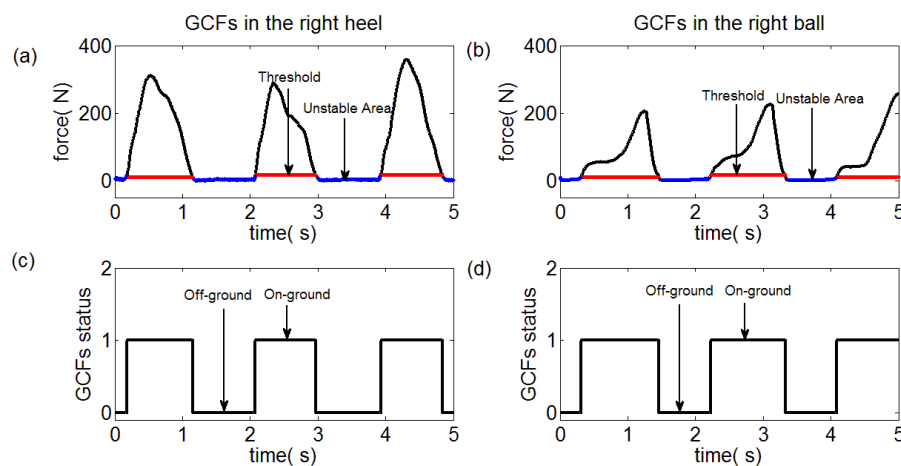 GCFs in the right heel
(a)
400
200
0
force( N)
Threshold
Unstable Area
0 1 2 3 4 5
time( s)
GCFs in the right ball
(b)
400
200
0
force( N)
Threshold
Unstable Area
0 1 2 3 4 5
time( s)
(c)
2
1
0
GCFs status
Off-ground
On-ground
0 1 2 3 4 5
time( s)
(d)
2
1
0
GCFs status
Off-ground
On-ground
0 1 2 3 4 5
time( s)